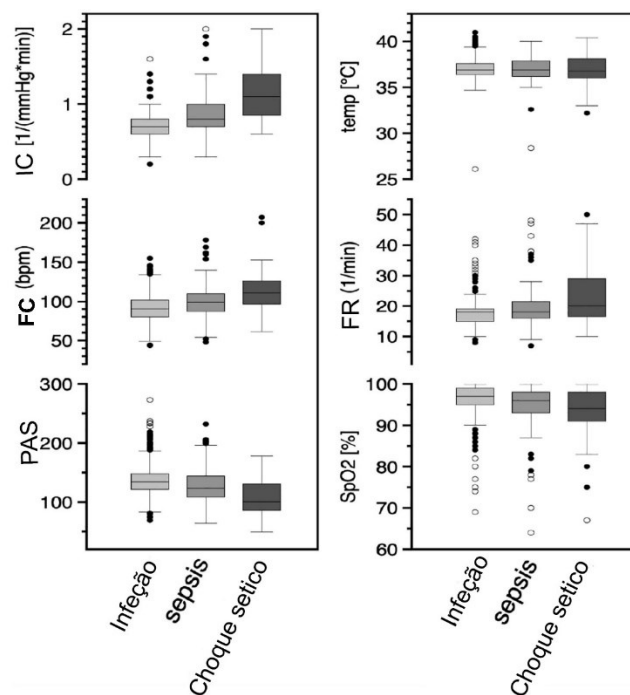 IC [1/(mmHg*min)]
2
1
0
FC (bpm)
200
150
100
50
PAS
200
150
100
Infeção
sepsis
Choque setico
temp [°C]
40
35
30
25
FR (1/min)
50
40
30
20
10
SpO2 [%]
100
90
80
70
60
Infeção
sepsis
Choque setico